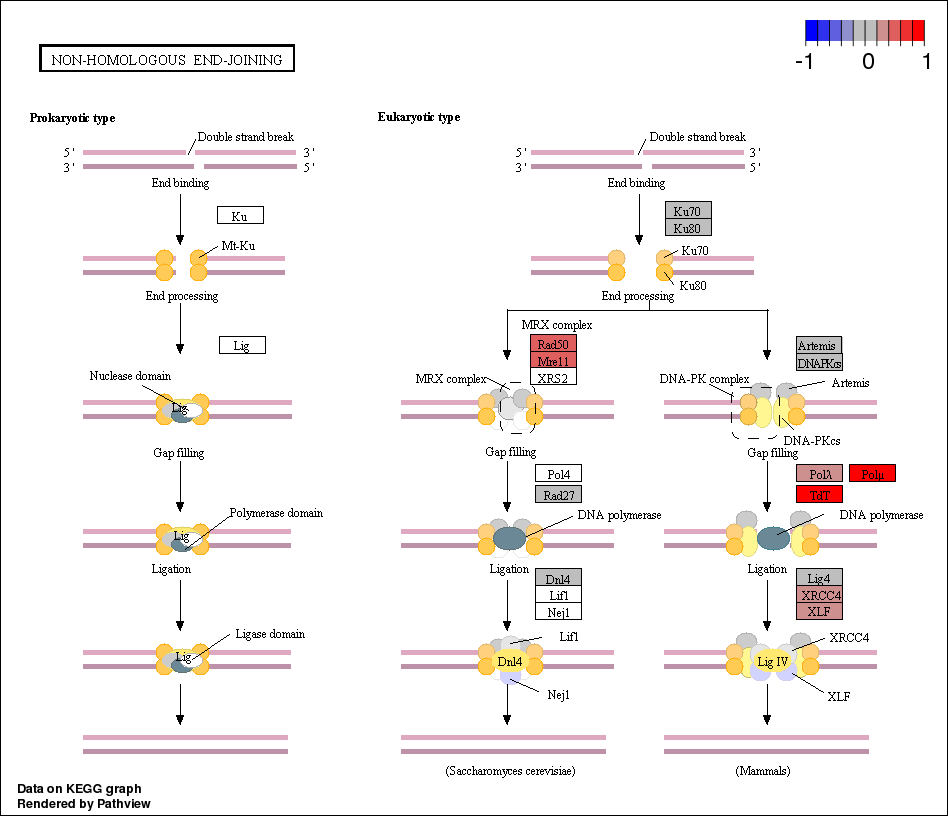 -1 0 1
NON-HOMOLOGOUS END-JOINING
Prokaryotic type
Eukaryotic type
Double strand break
5' 3'
3' 5'
End binding
Ku
Mt-Ku
End processing
Lig
Nuclease domain
Lig
Gap filling
Polymerase domain
Lig
Ligation
Ligase domain
Lig
Double strand break
5' 3'
3' 5'
End binding
Ku70
Ku80
Ku70
Ku80
End processing
MRX complex
Rad50
Mre11
XRS2
MRX complex
Gap filling
Pol4
Rad27
DNA polymerase
Ligation
Dnl4
Lif1
Nej1
Lif1
Dnl4
Nej1
(Saccharomyces cerevisiae)
Artemis
DNAPKcs
DNA-PK complex
Artemis
DNA-PKcs
Gap filling
Polλ
Polu
TdT
DNA polymerase
Ligation
Lig4
XRCC4
XLF
XRCC4
Lig IV
XLF
(Mammals)
Data on KEGG graph
Rendered by Pathview